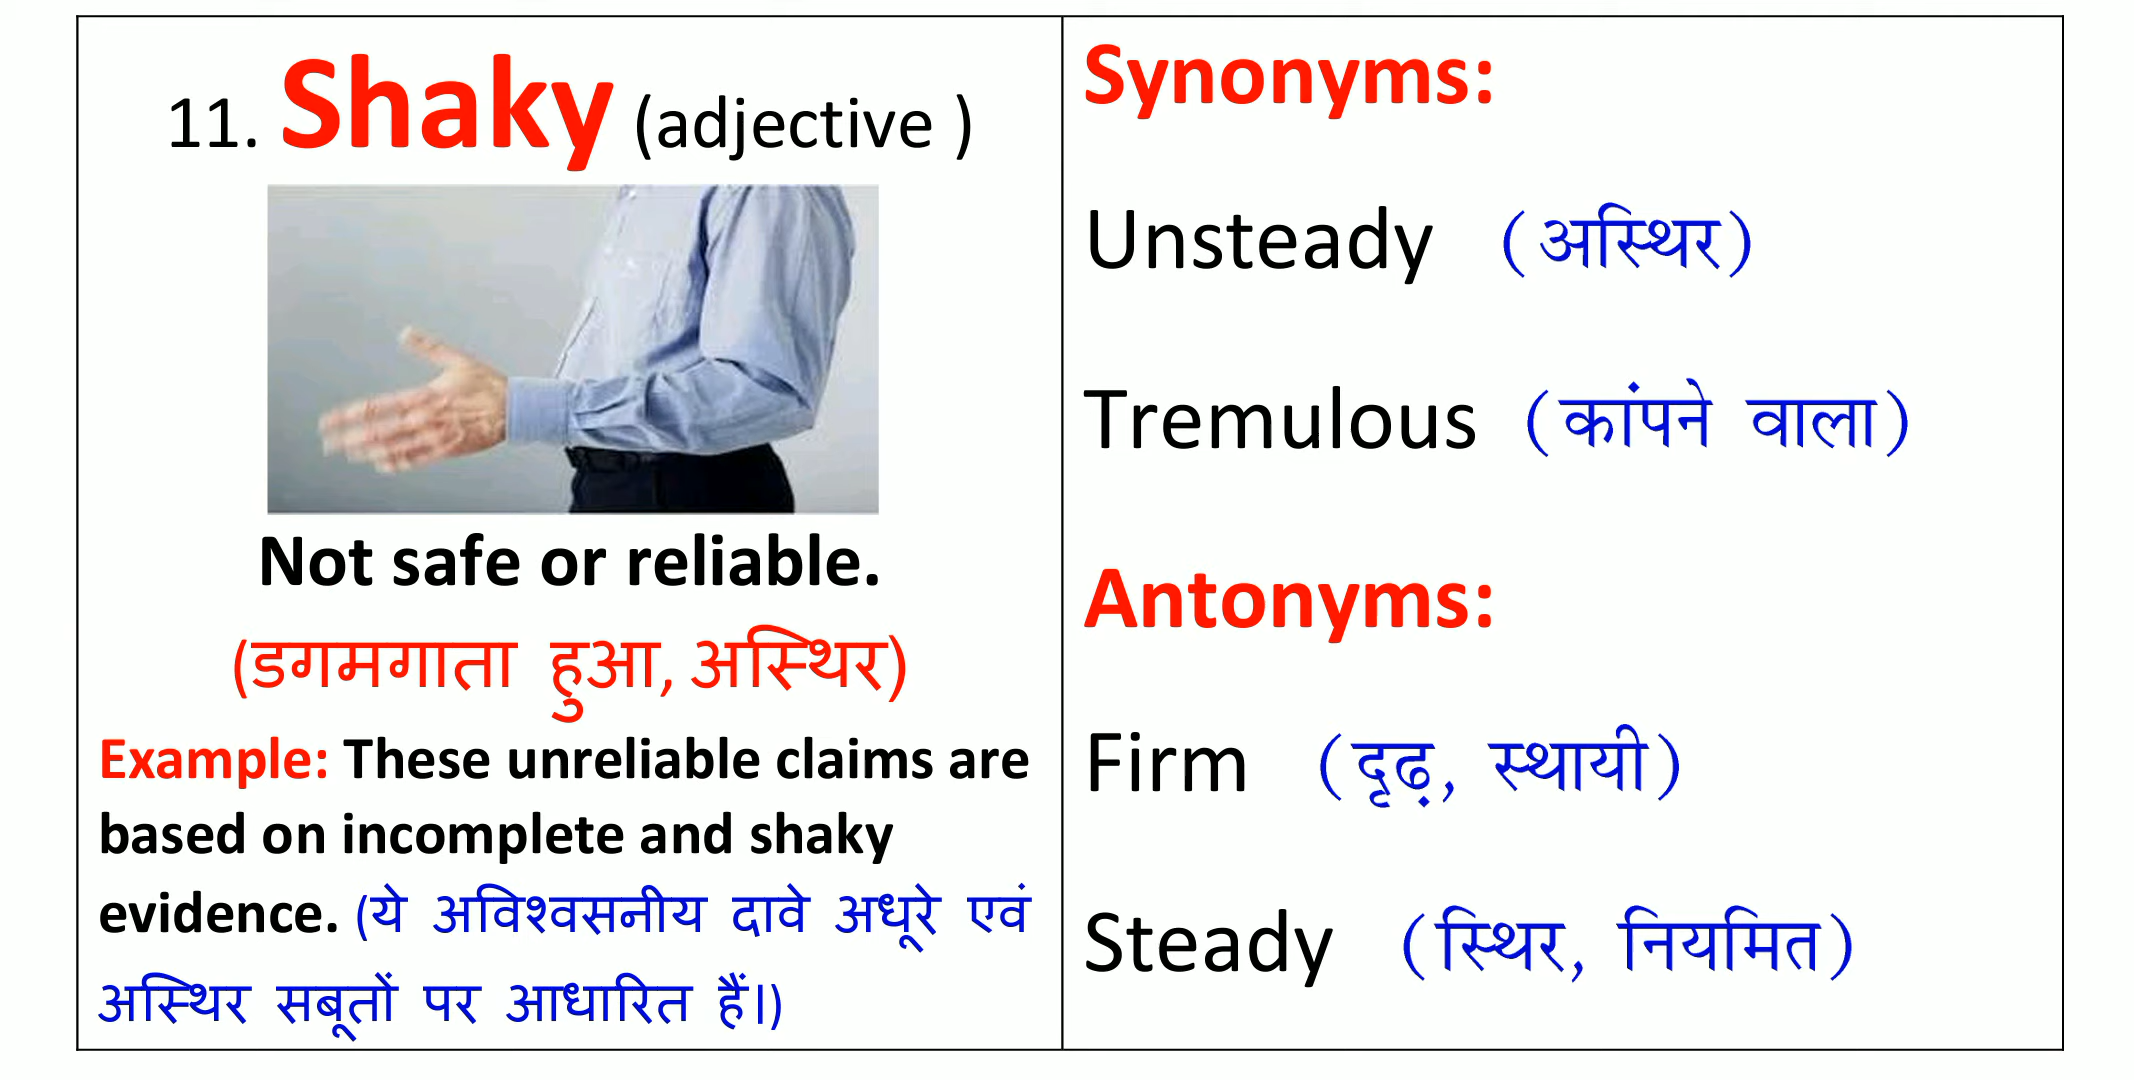 11. Shaky (adjective )
Not safe or reliable.
(डगमगाता हुआ, अस्थिर)
Example: These unreliable claims are
based on incomplete and shaky
evidence. (ये अविश्वसनीय दावे अधूरे एवं
अस्थिर सबूतों पर आधारित हैं।)
Synonyms:
Unsteady (अस्थिर)
Tremulous (कांपने वाला)
Antonyms:
Firm (दृढ़, स्थायी)
Steady (स्थिर, नियमित)